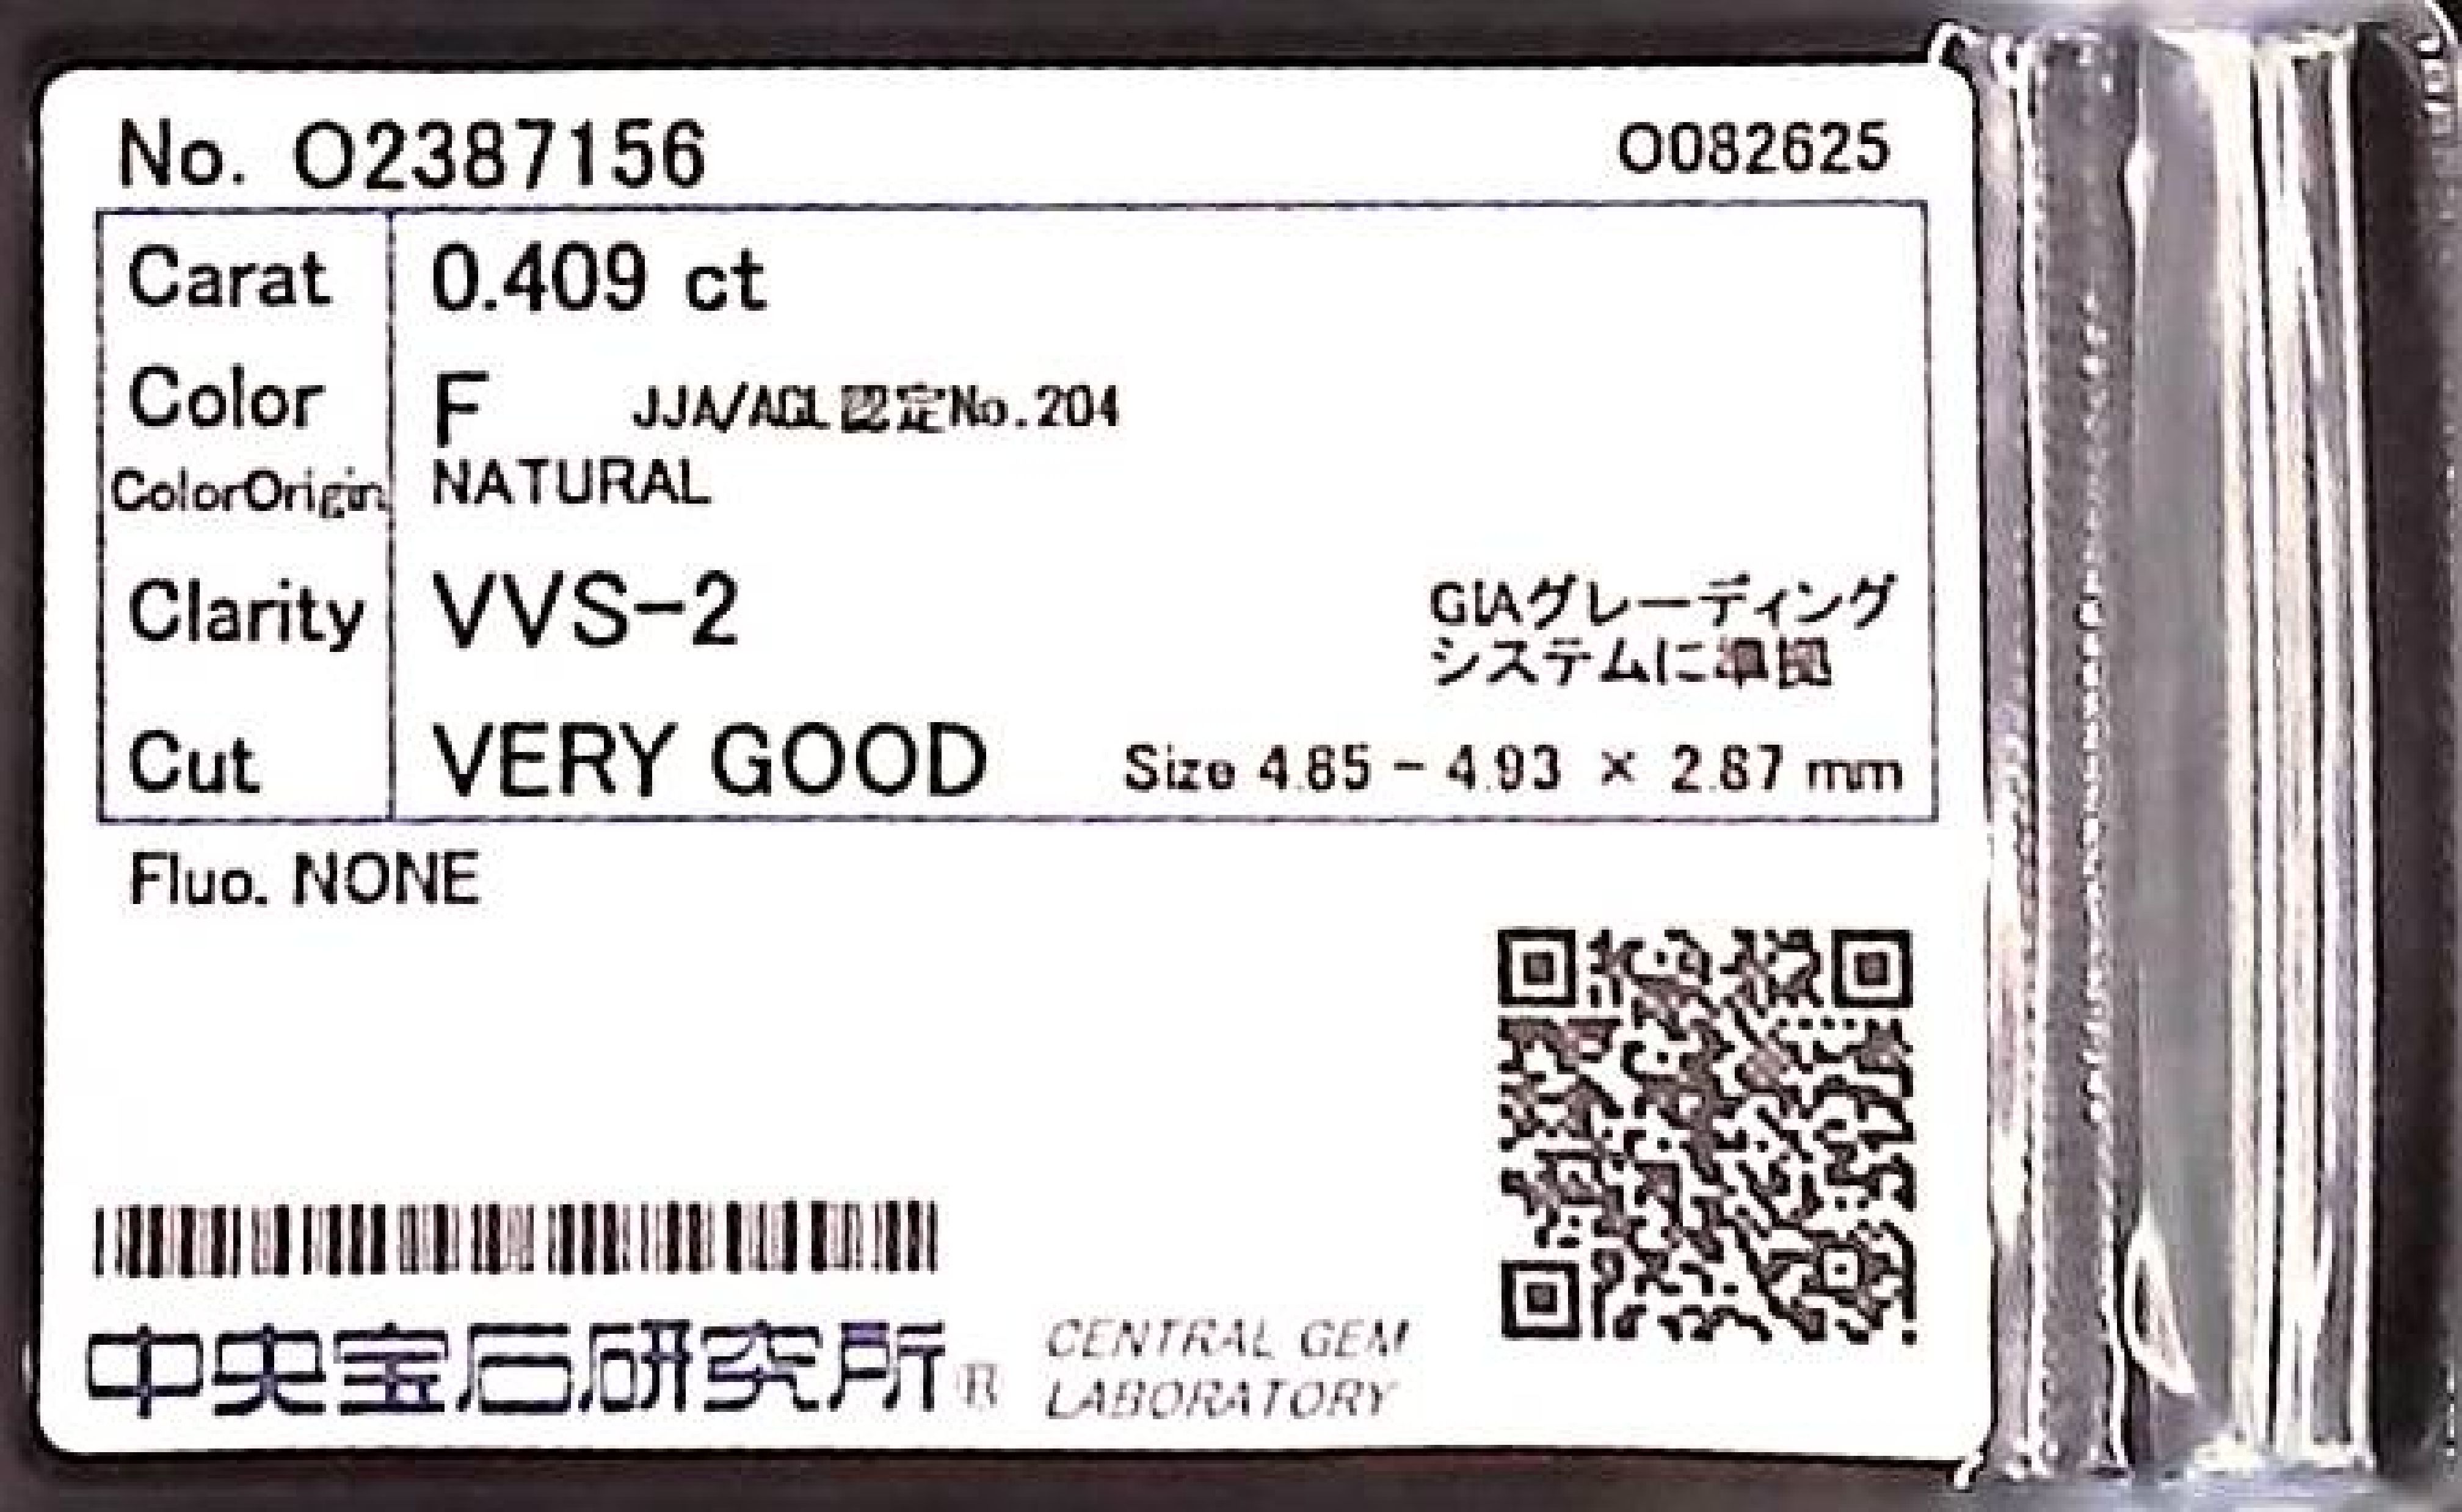 No. O2387156 O082625
Carat 0.409 ct
Color F JJA/AGL認定No.204
ColorOrigin NATURAL
Clarity VVS-2 GIAグレーディング
システムに準拠
Cut VERY GOOD Size 4.85 - 4.93 × 2.87 mm
Fluo. NONE
中央宝石研究所® CENTRAL GEM
LABORATORY